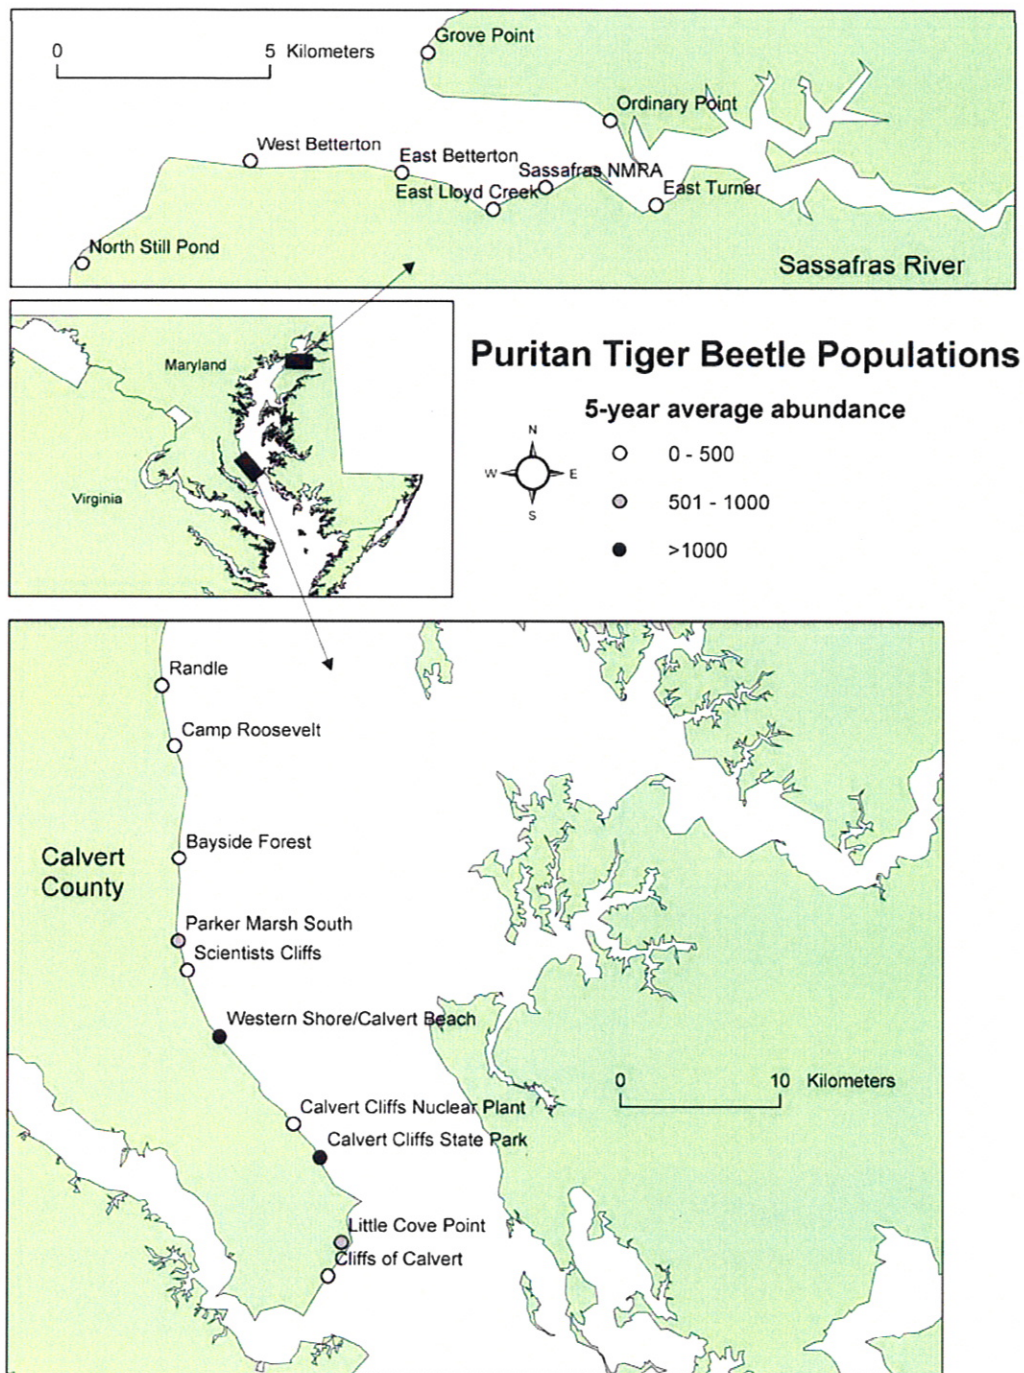 Grove Point
0 5 Kilometers
Ordinary Point
West Betterton
East Betterton
Sassafras NMRA
East Lloyd Creek
East Turner
North Still Pond
Sassafras River
Maryland
Virginia
Puritan Tiger Beetle Populations
5-year average abundance
N
W E
S
0 - 500
501 - 1000
>1000
Randle
Camp Roosevelt
Bayside Forest
Calvert
County
Parker Marsh South
Scientists Cliffs
Western Shore/Calvert Beach
0 10 Kilometers
Calvert Cliffs Nuclear Plant
Calvert Cliffs State Park
Little Cove Point
Cliffs of Calvert